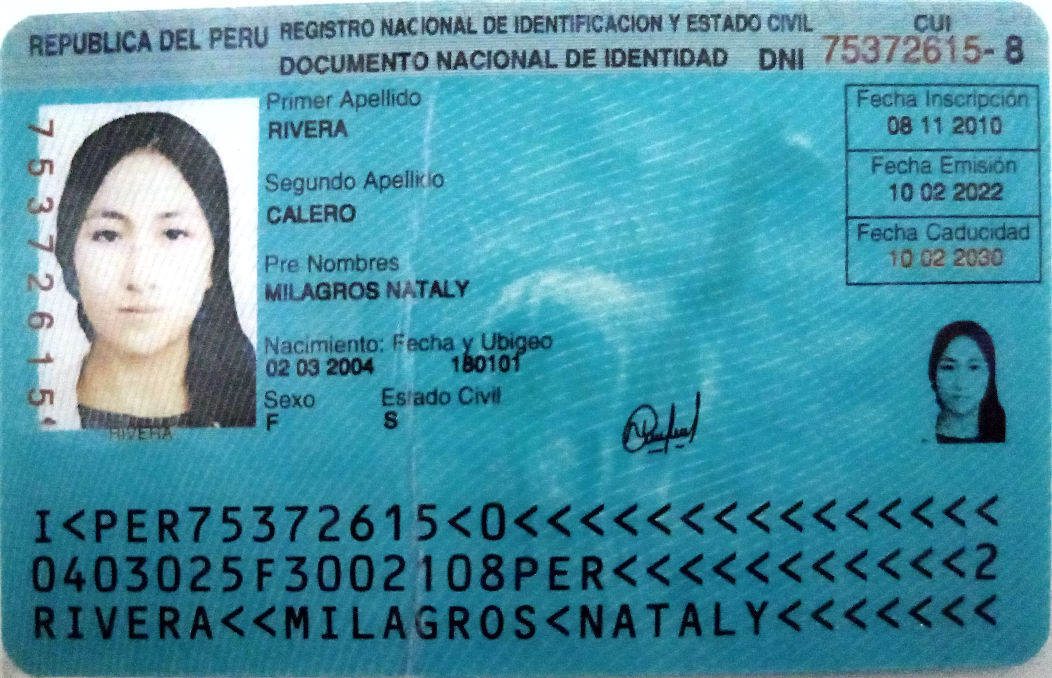 REPUBLICA DEL PERU
REGISTRO NACIONAL DE IDENTIFICACION Y ESTADO CIVIL
DOCUMENTO NACIONAL DE IDENTIDAD
CUI
DNI 75372615-8
75372615
Primer Apellido
RIVERA
Segundo Apellido
CALERO
Pre Nombres
MILAGROS NATALY
Nacimiento: Fecha y Ubigeo
02 03 2004 180101
Sexo Estado Civil
F S
Fecha Inscripción
08 11 2010
Fecha Emisión
10 02 2022
Fecha Caducidad
10 02 2030
RIVERA
I<PER75372615<0<<<<<<<<<<<<<<<
0403025F3002108PER<<<<<<<<<<<2
RIVERA<<MILAGROS<NATALY<<<<<<<